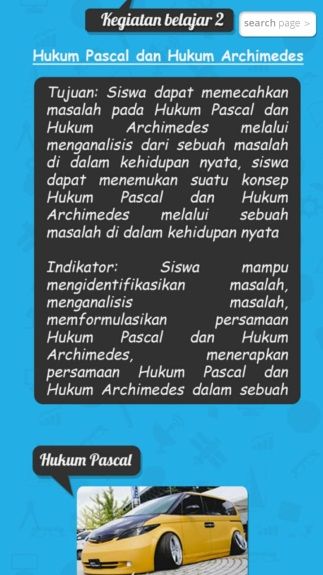 Kegiatan belajar 2
search page >
Hukum Pascal dan Hukum Archimedes
Tujuan: Siswa dapat memecahkan
masalah pada Hukum Pascal dan
Hukum Archimedes melalui
menganalisis dari sebuah masalah
di dalam kehidupan nyata, siswa
dapat menemukan suatu konsep
Hukum Pascal dan Hukum
Archimedes melalui sebuah
masalah di dalam kehidupan nyata
Indikator: Siswa mampu
mengidentifikasikan masalah,
menganalisis masalah,
memformulasikan persamaan
Hukum Pascal dan Hukum
Archimedes, menerapkan
persamaan Hukum Pascal dan
Hukum Archimedes dalam sebuah
Hukum Pascal